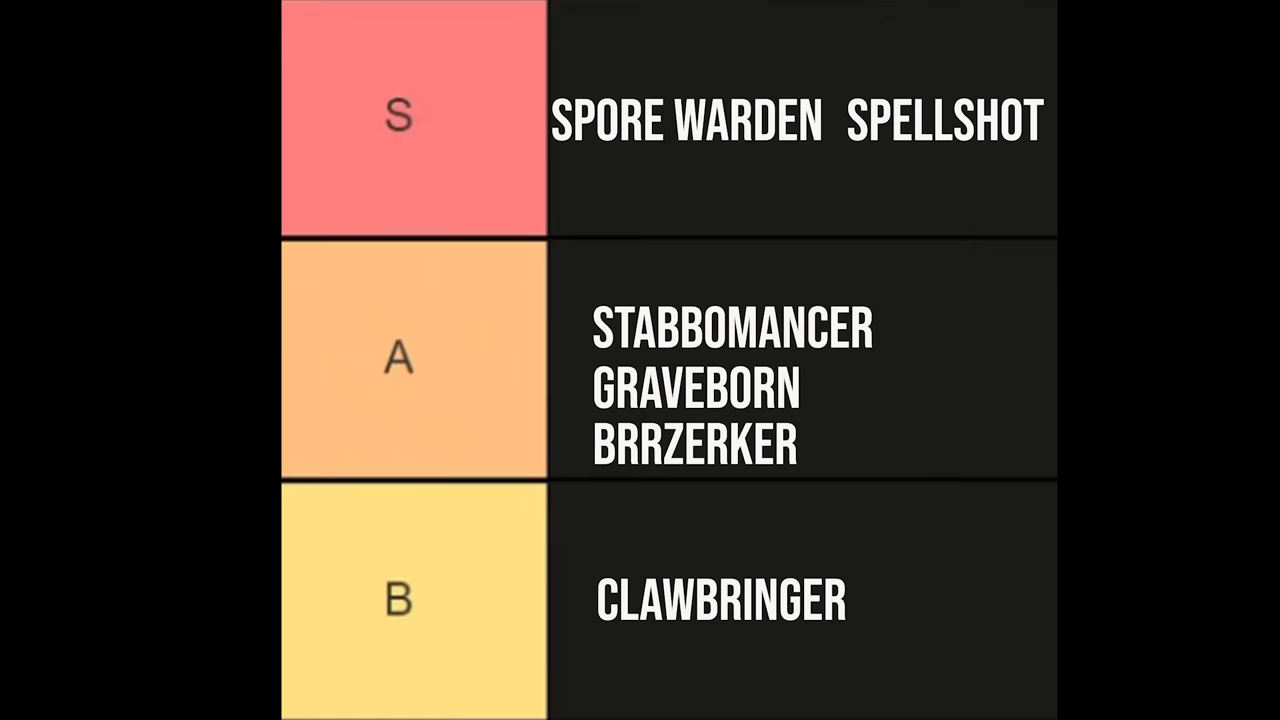 S
SPORE WARDEN SPELLSHOT
A
STABBOMANCER
GRAVEBORN
BRRZERKER
B
CLAWBRINGER